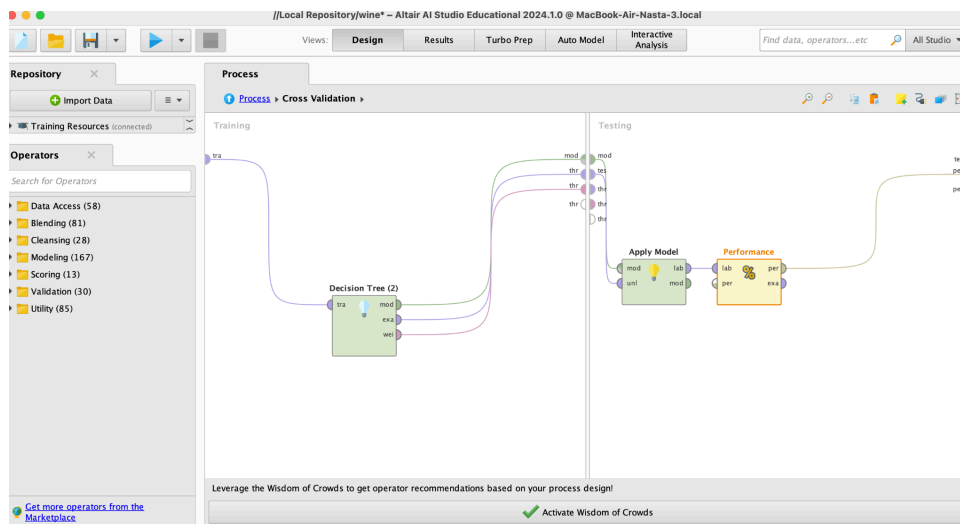 //Local Repository/wine* – Altair AI Studio Educational 2024.1.0 @ MacBook-Air-Nasta-3.local
Views: Design Results Turbo Prep Auto Model Interactive Analysis Find data, operators...etc All Studio
Repository
Import Data
Training Resources (connected)
Operators
Search for Operators
Data Access (58)
Blending (81)
Cleansing (28)
Modeling (167)
Scoring (13)
Validation (30)
Utility (85)
Get more operators from the
Marketplace
Process
Process Cross Validation
Training
tra
mod
thr
thr
thr
Decision Tree (2)
tra mod
exa
wei
Testing
mod
tes
thr
thr
thr
Apply Model
mod lab
unl mod
Performance
lab per
per exa
te
pe
pe
Leverage the Wisdom of Crowds to get operator recommendations based on your process design!
Activate Wisdom of Crowds